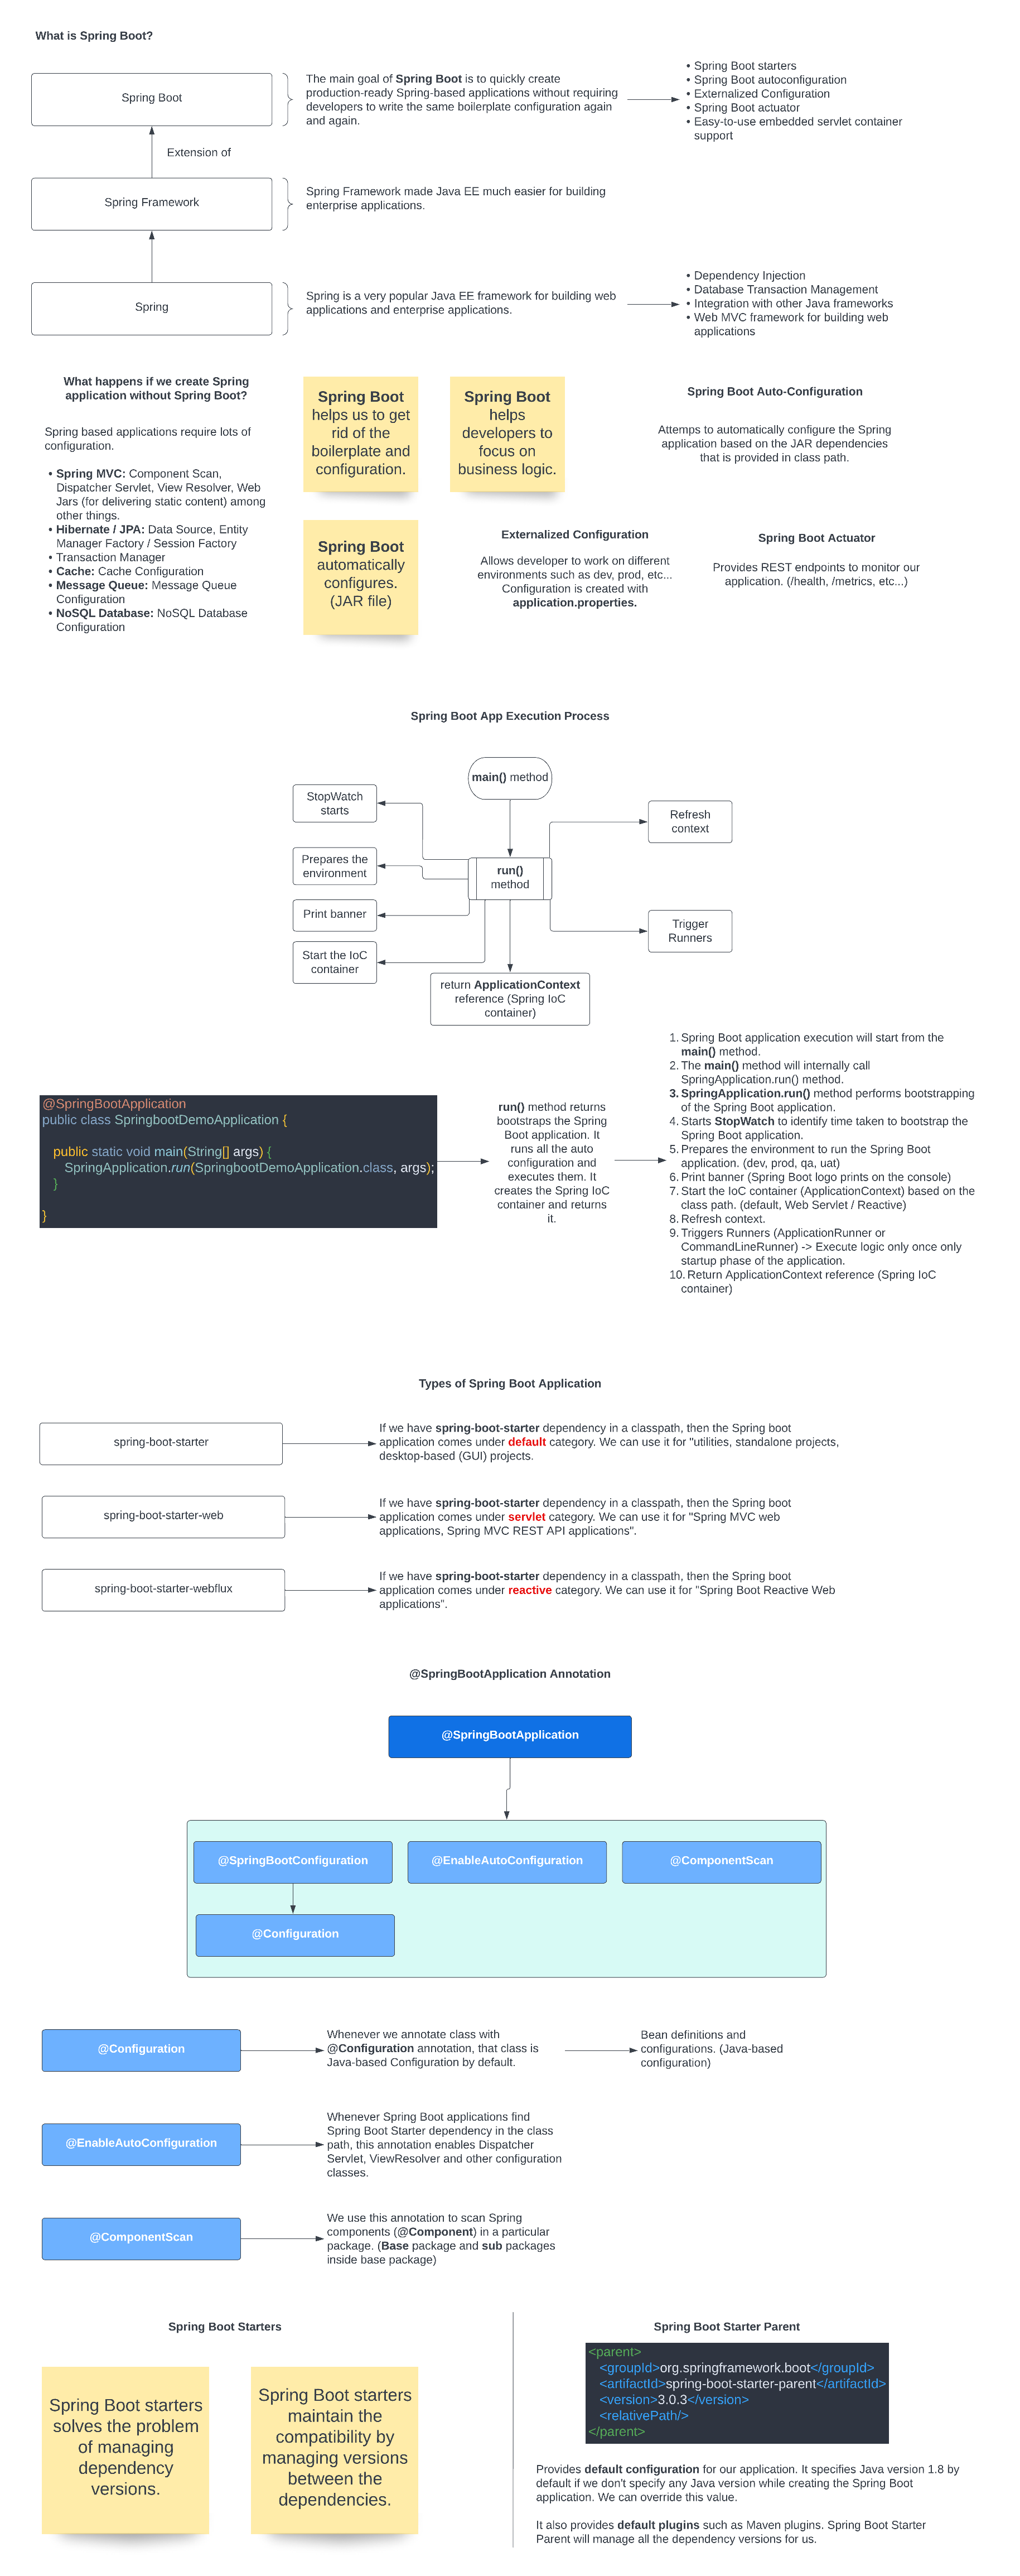 What is Spring Boot?
Spring Boot
The main goal of Spring Boot is to quickly create
production-ready Spring-based applications without requiring
developers to write the same boilerplate configuration again
and again.
• Spring Boot starters
• Spring Boot autoconfiguration
• Externalized Configuration
• Spring Boot actuator
• Easy-to-use embedded servlet container
support
Extension of
Spring Framework
Spring Framework made Java EE much easier for building
enterprise applications.
Spring
Spring is a very popular Java EE framework for building web
applications and enterprise applications.
• Dependency Injection
• Database Transaction Management
• Integration with other Java frameworks
• Web MVC framework for building web
applications
What happens if we create Spring
application without Spring Boot?
Spring based applications require lots of
configuration.
• Spring MVC: Component Scan,
Dispatcher Servlet, View Resolver, Web
Jars (for delivering static content) among
other things.
• Hibernate / JPA: Data Source, Entity
Manager Factory / Session Factory
• Transaction Manager
• Cache: Cache Configuration
• Message Queue: Message Queue
Configuration
• NoSQL Database: NoSQL Database
Configuration
Spring Boot
helps us to get
rid of the
boilerplate and
configuration.
Spring Boot
helps
developers to
focus on
business logic.
Spring Boot Auto-Configuration
Attemps to automatically configure the Spring
application based on the JAR dependencies
that is provided in class path.
Spring Boot
automatically
configures.
(JAR file)
Externalized Configuration
Allows developer to work on different
environments such as dev, prod, etc...
Configuration is created with
application.properties.
Spring Boot Actuator
Provides REST endpoints to monitor our
application. (/health, /metrics, etc...)
Spring Boot App Execution Process
main() method
StopWatch
starts
Refresh
context
Prepares the
environment
run()
method
Print banner
Trigger
Runners
Start the IoC
container
return ApplicationContext
reference (Spring IoC
container)
@SpringBootApplication
public class SpringbootDemoApplication {
public static void main(String[] args) {
SpringApplication.run(SpringbootDemoApplication.class, args);
}
}
run() method returns
bootstraps the Spring
Boot application. It
runs all the auto
configuration and
executes them. It
creates the Spring IoC
container and returns
it.
1. Spring Boot application execution will start from the
main() method.
2. The main() method will internally call
SpringApplication.run() method.
3. SpringApplication.run() method performs bootstrapping
of the Spring Boot application.
4. Starts StopWatch to identify time taken to bootstrap the
Spring Boot application.
5. Prepares the environment to run the Spring Boot
application. (dev, prod, qa, uat)
6. Print banner (Spring Boot logo prints on the console)
7. Start the IoC container (ApplicationContext) based on the
class path. (default, Web Servlet / Reactive)
8. Refresh context.
9. Triggers Runners (ApplicationRunner or
CommandLineRunner) -> Execute logic only once only
startup phase of the application.
10. Return ApplicationContext reference (Spring IoC
container)
Types of Spring Boot Application
spring-boot-starter
If we have spring-boot-starter dependency in a classpath, then the Spring boot
application comes under default category. We can use it for "utilities, standalone projects,
desktop-based (GUI) projects.
spring-boot-starter-web
If we have spring-boot-starter dependency in a classpath, then the Spring boot
application comes under servlet category. We can use it for "Spring MVC web
applications, Spring MVC REST API applications".
spring-boot-starter-webflux
If we have spring-boot-starter dependency in a classpath, then the Spring boot
application comes under reactive category. We can use it for "Spring Boot Reactive Web
applications".
@SpringBootApplication Annotation
@SpringBootApplication
@SpringBootConfiguration
@EnableAutoConfiguration
@ComponentScan
@Configuration
@Configuration
Whenever we annotate class with
@Configuration annotation, that class is
Java-based Configuration by default.
Bean definitions and
configurations. (Java-based
configuration)
@EnableAutoConfiguration
Whenever Spring Boot applications find
Spring Boot Starter dependency in the class
path, this annotation enables Dispatcher
Servlet, ViewResolver and other configuration
classes.
@ComponentScan
We use this annotation to scan Spring
components (@Component) in a particular
package. (Base package and sub packages
inside base package)
Spring Boot Starters
Spring Boot starters
solves the problem
of managing
dependency
versions.
Spring Boot starters
maintain the
compatibility by
managing versions
between the
dependencies.
Spring Boot Starter Parent
<parent>
<groupId>org.springframework.boot</groupId>
<artifactId>spring-boot-starter-parent</artifactId>
<version>3.0.3</version>
<relativePath/>
</parent>
Provides default configuration for our application. It specifies Java version 1.8 by
default if we don't specify any Java version while creating the Spring Boot
application. We can override this value.
It also provides default plugins such as Maven plugins. Spring Boot Starter
Parent will manage all the dependency versions for us.